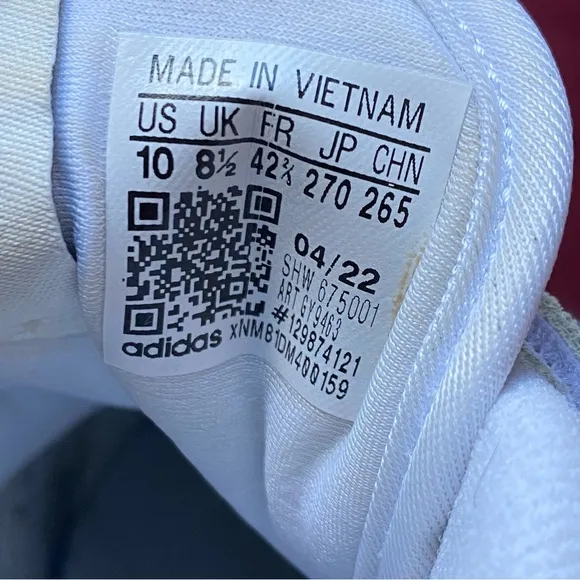 MADE IN VIETNAM
US UK FR JP CHN
10 8½ 42⅔ 270 265
04/22
SHW 675001
ART GY9463
#129874121
adidas xNM81DM400159